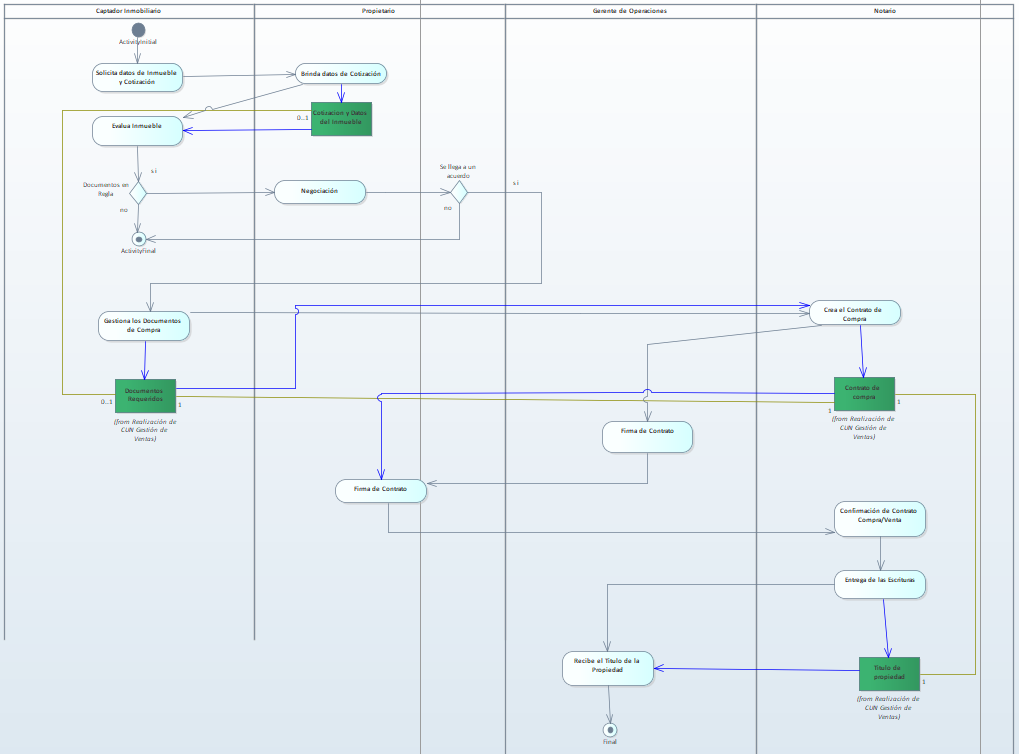 Captador Inmobiliario
Propietario
Gerente de Operaciones
Notario
ActivityInitial
Solicita datos de Inmueble
y Cotización
Brinda datos de Cotización
Cotizacion y Datos
del Inmueble
0..1
Evalua Inmueble
si
Documentos en
Regla
no
Negociación
Se llega a un
acuerdo
si
no
ActivityFinal
Gestiona los Documentos
de Compra
Crea el Contrato de
Compra
Documentos
Requeridos
0..1
1
(from Realización de
CUN Gestión de
Ventas)
Contrato de
compra
1
1
(from Realización de
CUN Gestión de
Ventas)
Firma de Contrato
Firma de Contrato
Confirmación de Contrato
Compra/Venta
Entrega de las Escrituras
Recibe el Titulo de la
Propiedad
Titulo de
propiedad
1
(from Realización de
CUN Gestión de
Ventas)
Final